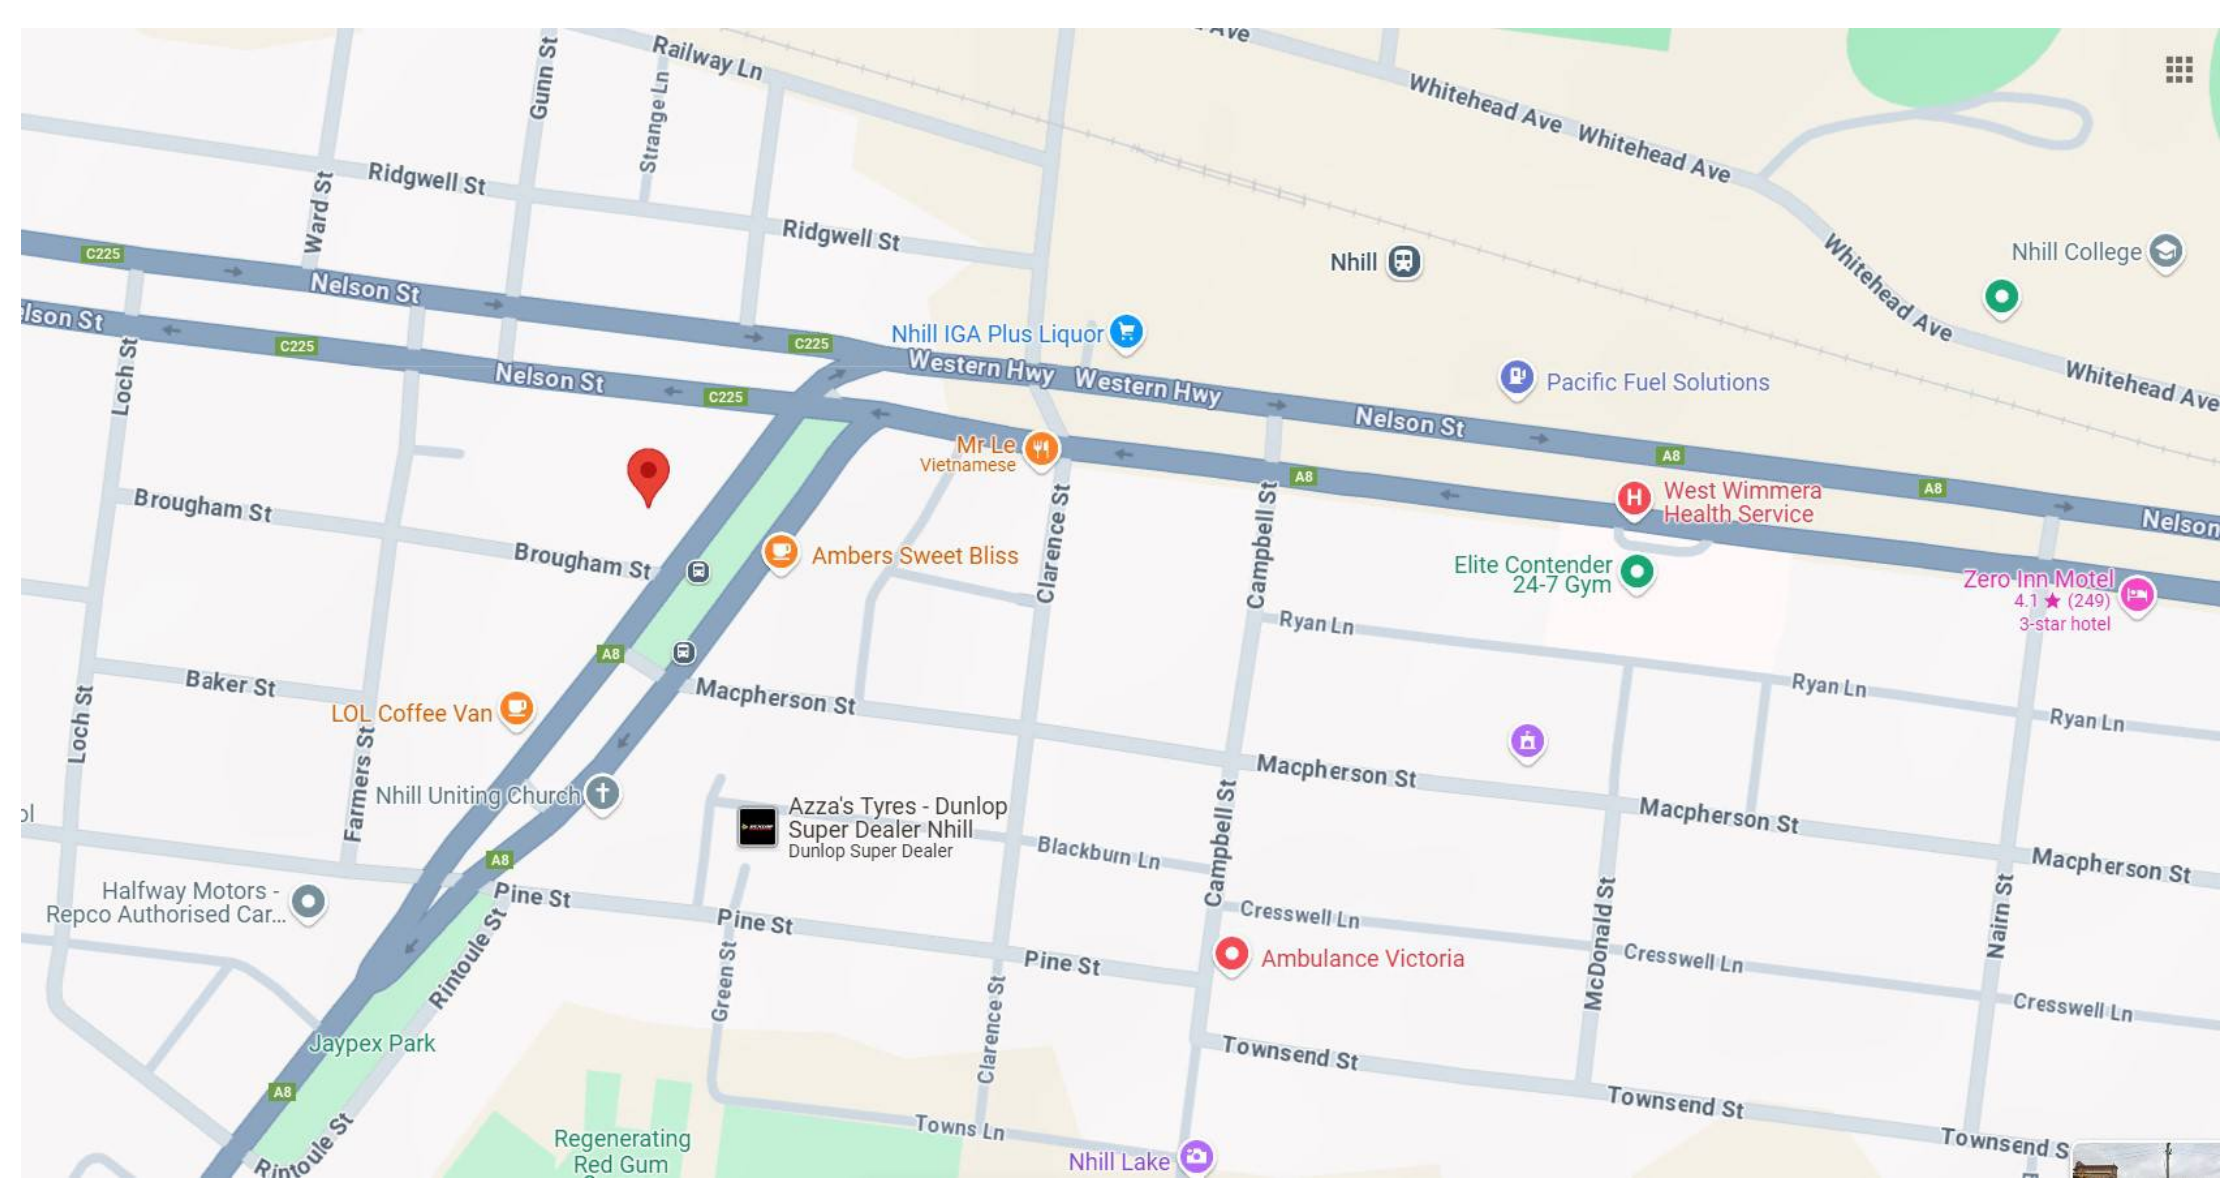 Ave
Railway Ln
Gunn St
Strange Ln
Whitehead Ave
Whitehead Ave
Ridgwell St
Ward St
Ridgwell St
Whitehead Ave
Nhill College
Nhill
C225
Nelson St
elson St
Nhill IGA Plus Liquor
C225
C225
Western Hwy
Western Hwy
Whitehead Ave
Pacific Fuel Solutions
Loch St
Nelson St
C225
Nelson St
Mr Le
Vietnamese
A8
A8
A8
West Wimmera
Health Service
Nelson
Brougham St
Brougham St
Ambers Sweet Bliss
Clarence St
Campbell St
Elite Contender
24-7 Gym
Zero Inn Motel
4.1 ★ (249)
3-star hotel
Ryan Ln
A8
Baker St
Macpherson St
Ryan Ln
Ryan Ln
LOL Coffee Van
Loch St
Farmers St
Macpherson St
Nhill Uniting Church
Azza's Tyres - Dunlop
Super Dealer Nhill
Dunlop Super Dealer
Macpherson St
ol
Blackburn Ln
Campbell St
Macpherson St
A8
Halfway Motors -
Repco Authorised Car...
Pine St
Pine St
Cresswell Ln
McDonald St
Nairn St
Rintoule St
Green St
Pine St
Ambulance Victoria
Cresswell Ln
Cresswell Ln
Clarence St
Jaypex Park
Townsend St
A8
Townsend St
Rintoule St
Regenerating
Red Gum
Towns Ln
Townsend S
Nhill Lake